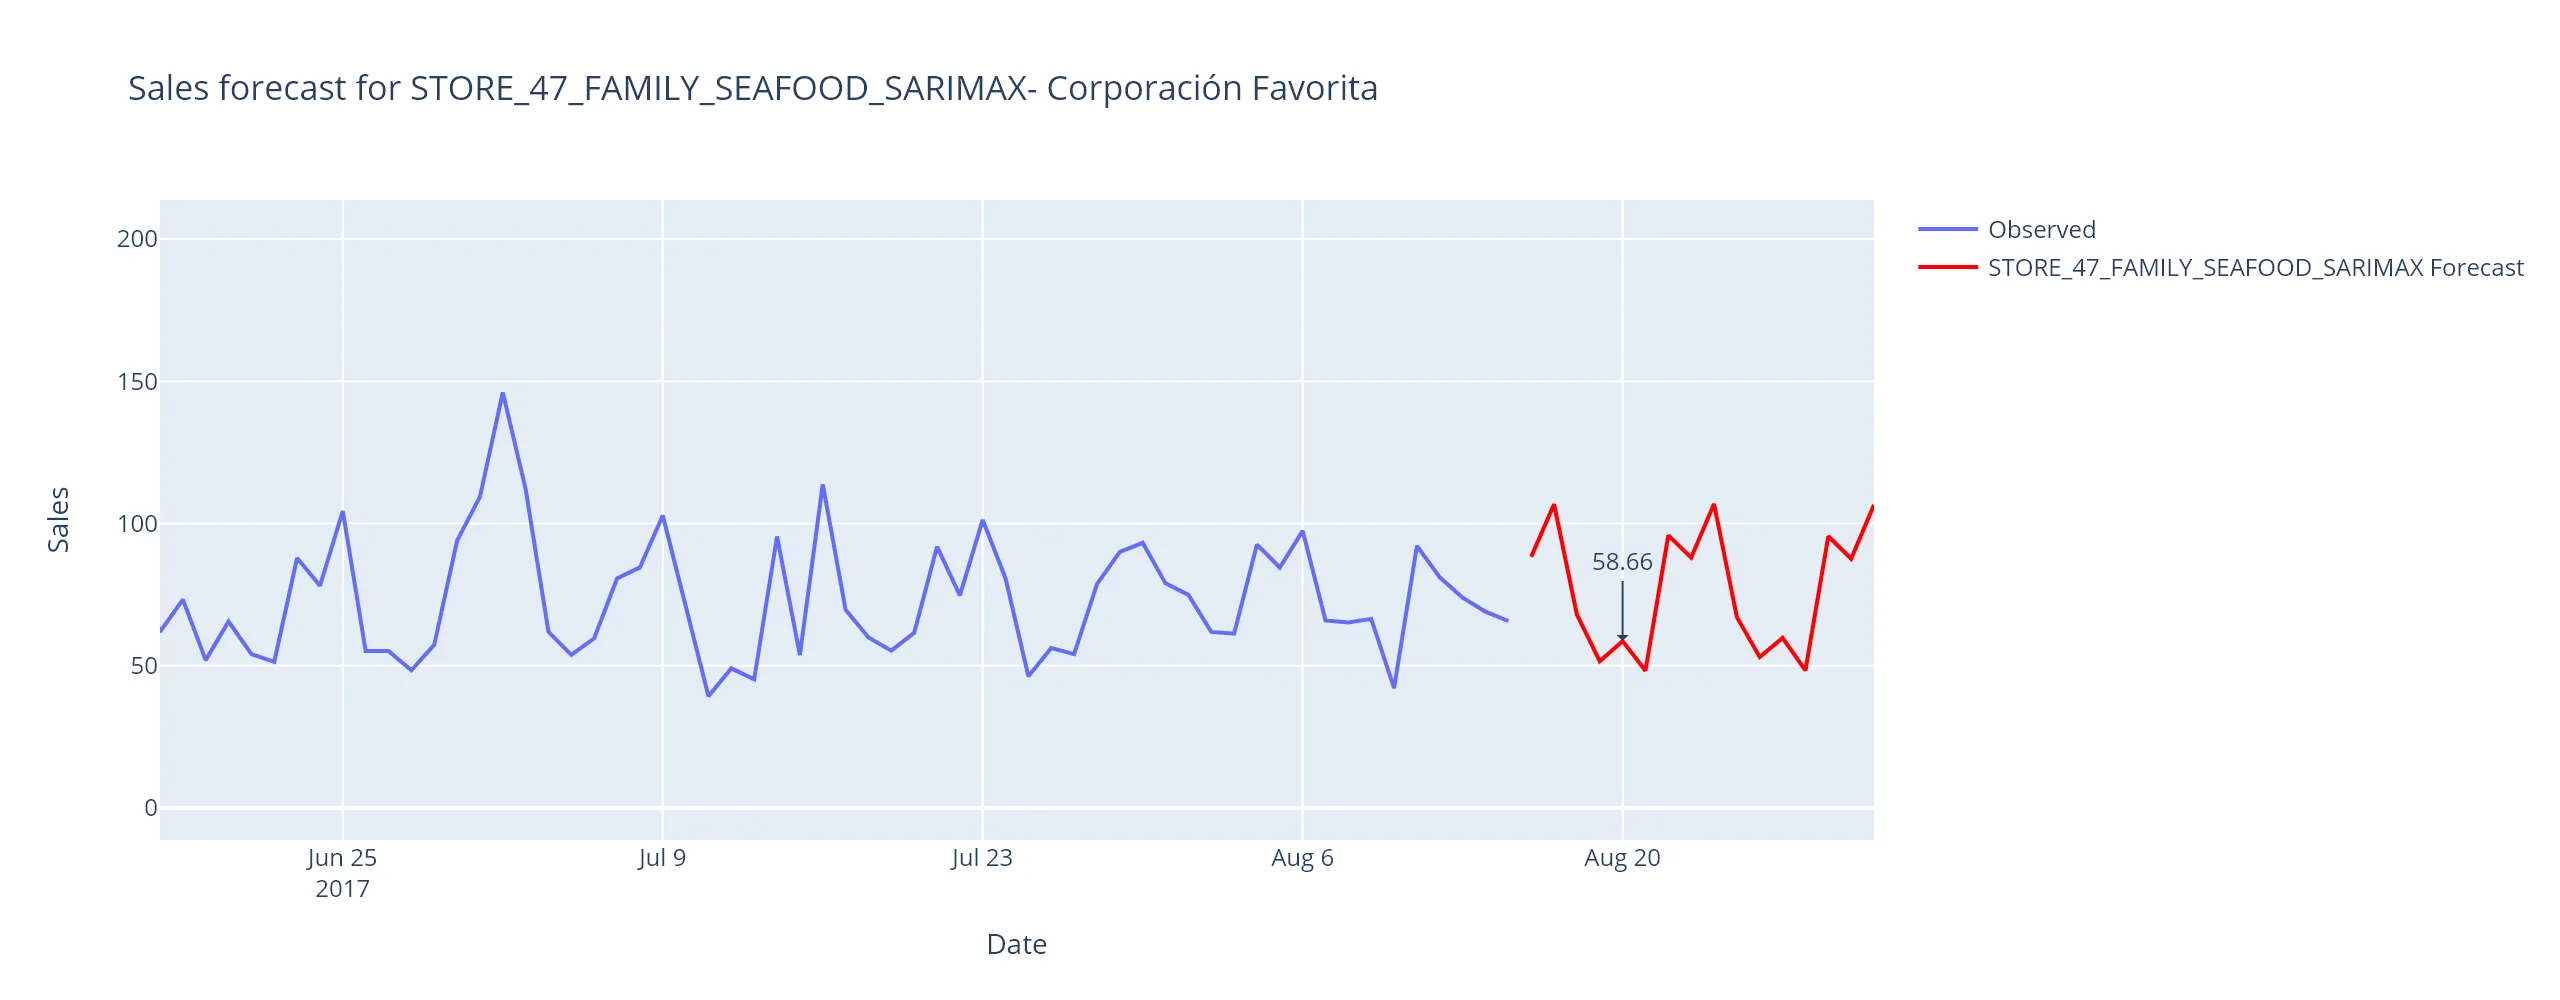 Sales forecast for STORE_47_FAMILY_SEAFOOD_SARIMAX- Corporación Favorita
Observed
STORE_47_FAMILY_SEAFOOD_SARIMAX Forecast
200
150
100
50
0
Sales
58.66
Jun 25
2017
Jul 9
Jul 23
Aug 6
Aug 20
Date